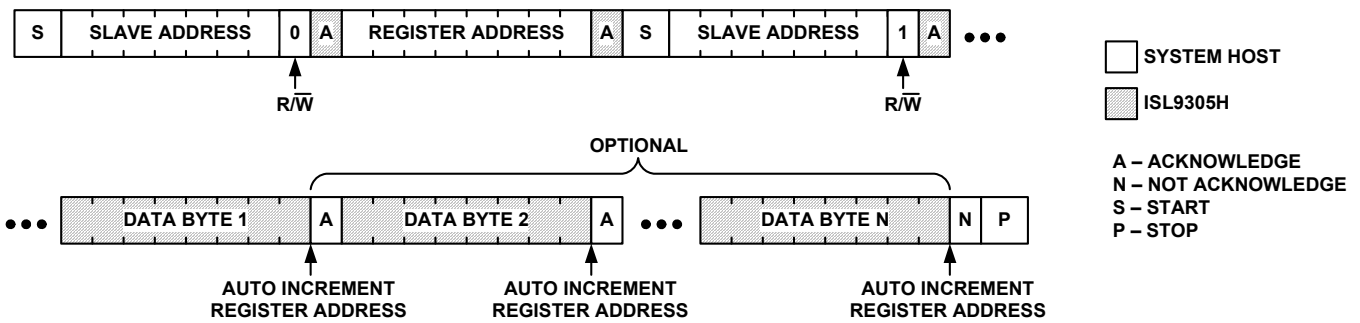 S SLAVE ADDRESS 0 A REGISTER ADDRESS A S SLAVE ADDRESS 1 A •••
R/W̅ R/W̅
SYSTEM HOST
ISL9305H
A – ACKNOWLEDGE
N – NOT ACKNOWLEDGE
S – START
P – STOP
OPTIONAL
••• DATA BYTE 1 A DATA BYTE 2 A ••• DATA BYTE N N P
AUTO INCREMENT
REGISTER ADDRESS
AUTO INCREMENT
REGISTER ADDRESS
AUTO INCREMENT
REGISTER ADDRESS